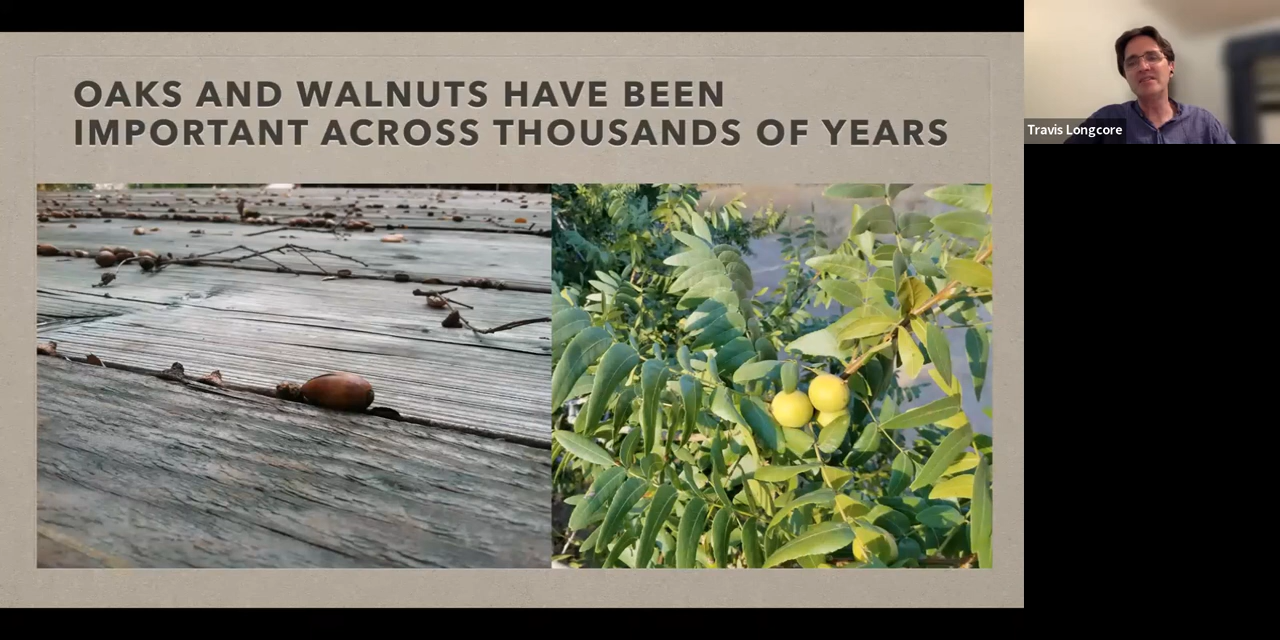 OAKS AND WALNUTS HAVE BEEN
IMPORTANT ACROSS THOUSANDS OF YEARS
Travis Longcore